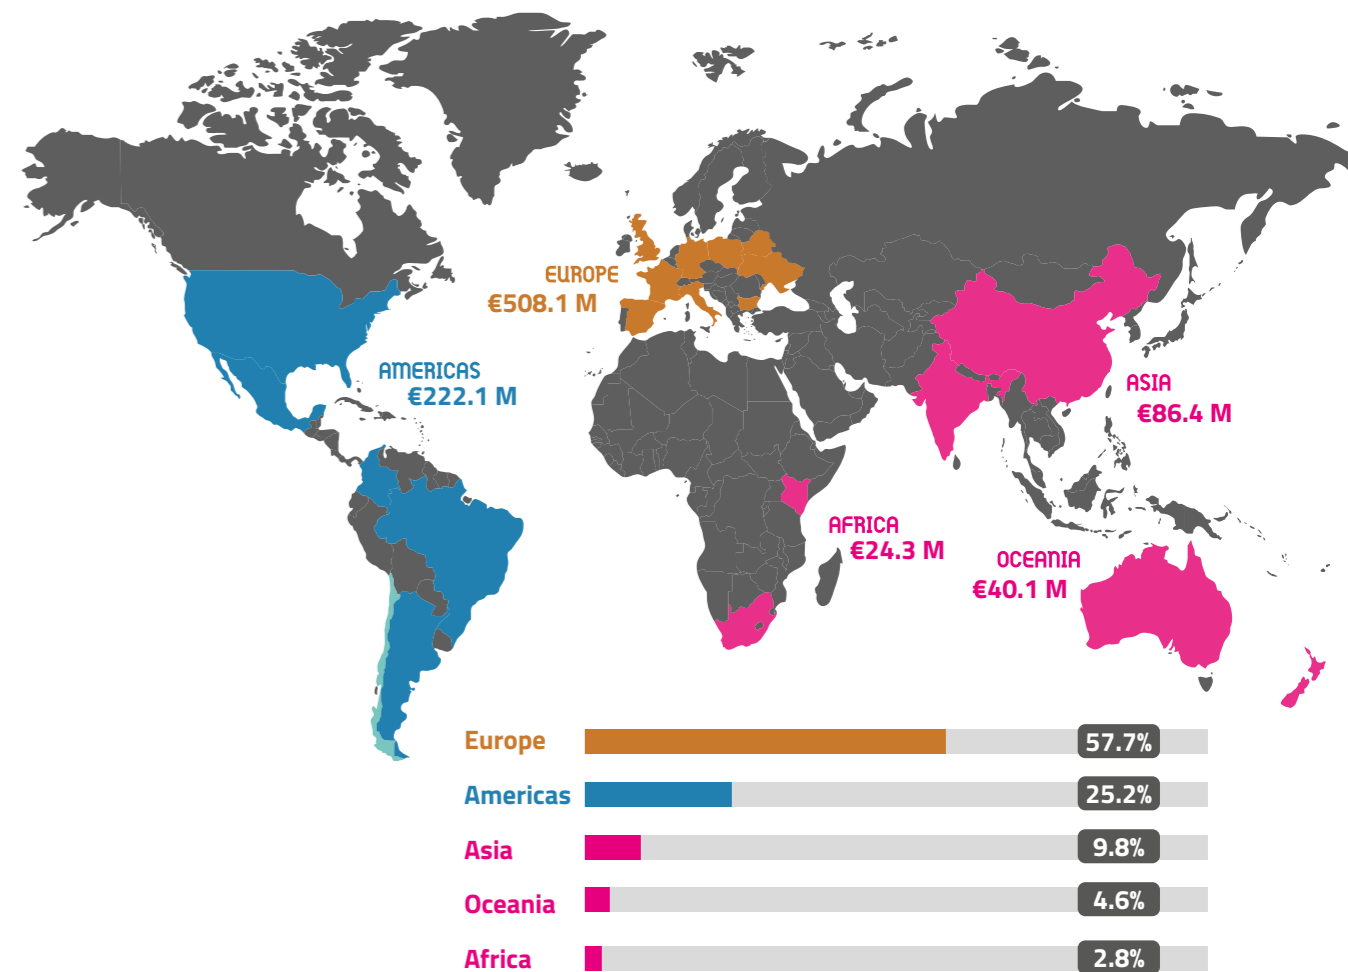 EUROPE
€508.1 M
AMERICAS
€222.1 M
ASIA
€86.4 M
AFRICA
€24.3 M
OCEANIA
€40.1 M
Europe 57.7%
Americas 25.2%
Asia 9.8%
Oceania 4.6%
Africa 2.8%